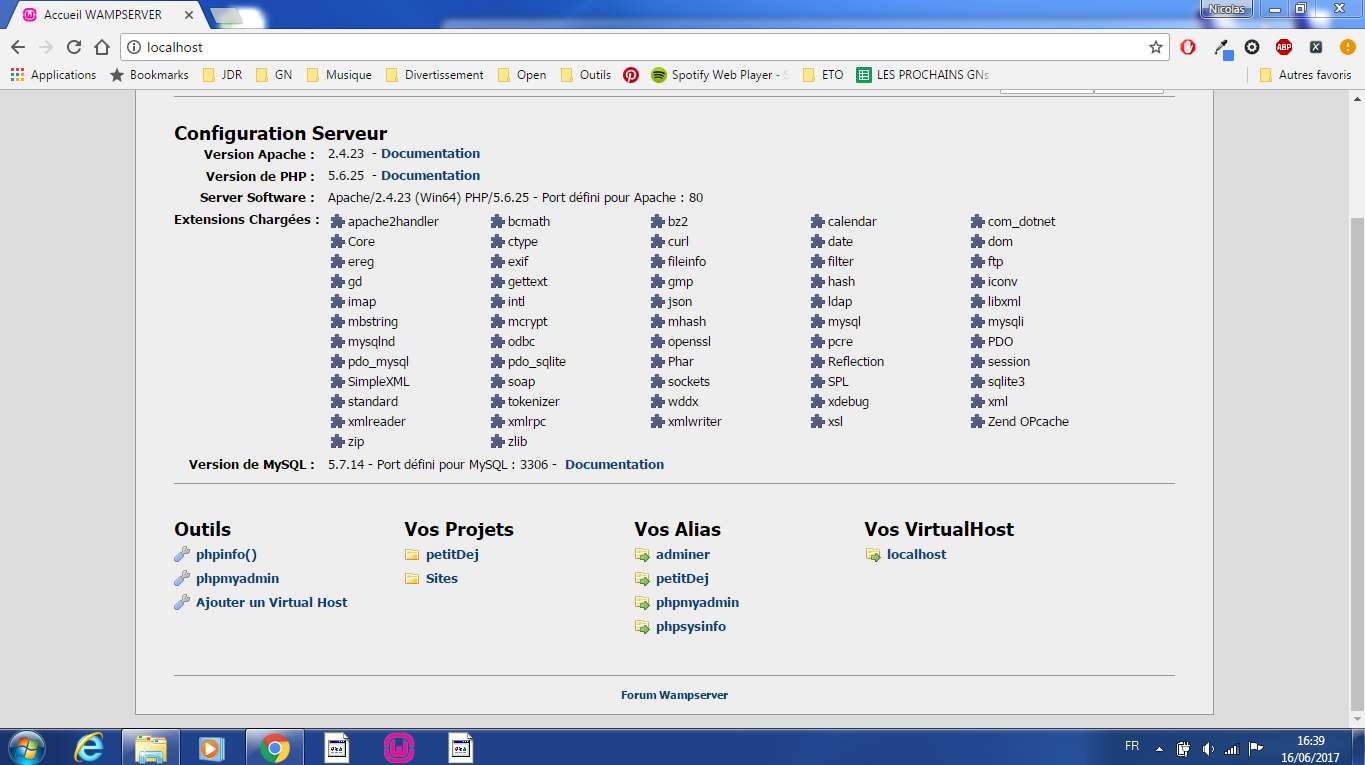 Accueil WAMPSERVER
Nicolas
localhost
ABP
Applications Bookmarks JDR GN Musique Divertissement Open Outils Spotify Web Player - ETO LES PROCHAINS GNs Autres favoris
Configuration Serveur
Version Apache : 2.4.23 - Documentation
Version de PHP : 5.6.25 - Documentation
Server Software : Apache/2.4.23 (Win64) PHP/5.6.25 - Port défini pour Apache : 80
Extensions Chargées : apache2handler bcmath bz2 calendar com_dotnet
Core ctype curl date dom
ereg exif fileinfo filter ftp
gd gettext gmp hash iconv
imap intl json ldap libxml
mbstring mcrypt mhash mysql mysqli
mysqlnd odbc openssl pcre PDO
pdo_mysql pdo_sqlite Phar Reflection session
SimpleXML soap sockets SPL sqlite3
standard tokenizer wddx xdebug xml
xmlreader xmlrpc xmlwriter xsl Zend OPcache
zip zlib
Version de MySQL : 5.7.14 - Port défini pour MySQL : 3306 - Documentation
Outils
phpinfo()
phpmyadmin
Ajouter un Virtual Host
Vos Projets
petitDej
Sites
Vos Alias
adminer
petitDej
phpmyadmin
phpsysinfo
Vos VirtualHost
localhost
Forum Wampserver
FR
16:39
16/06/2017